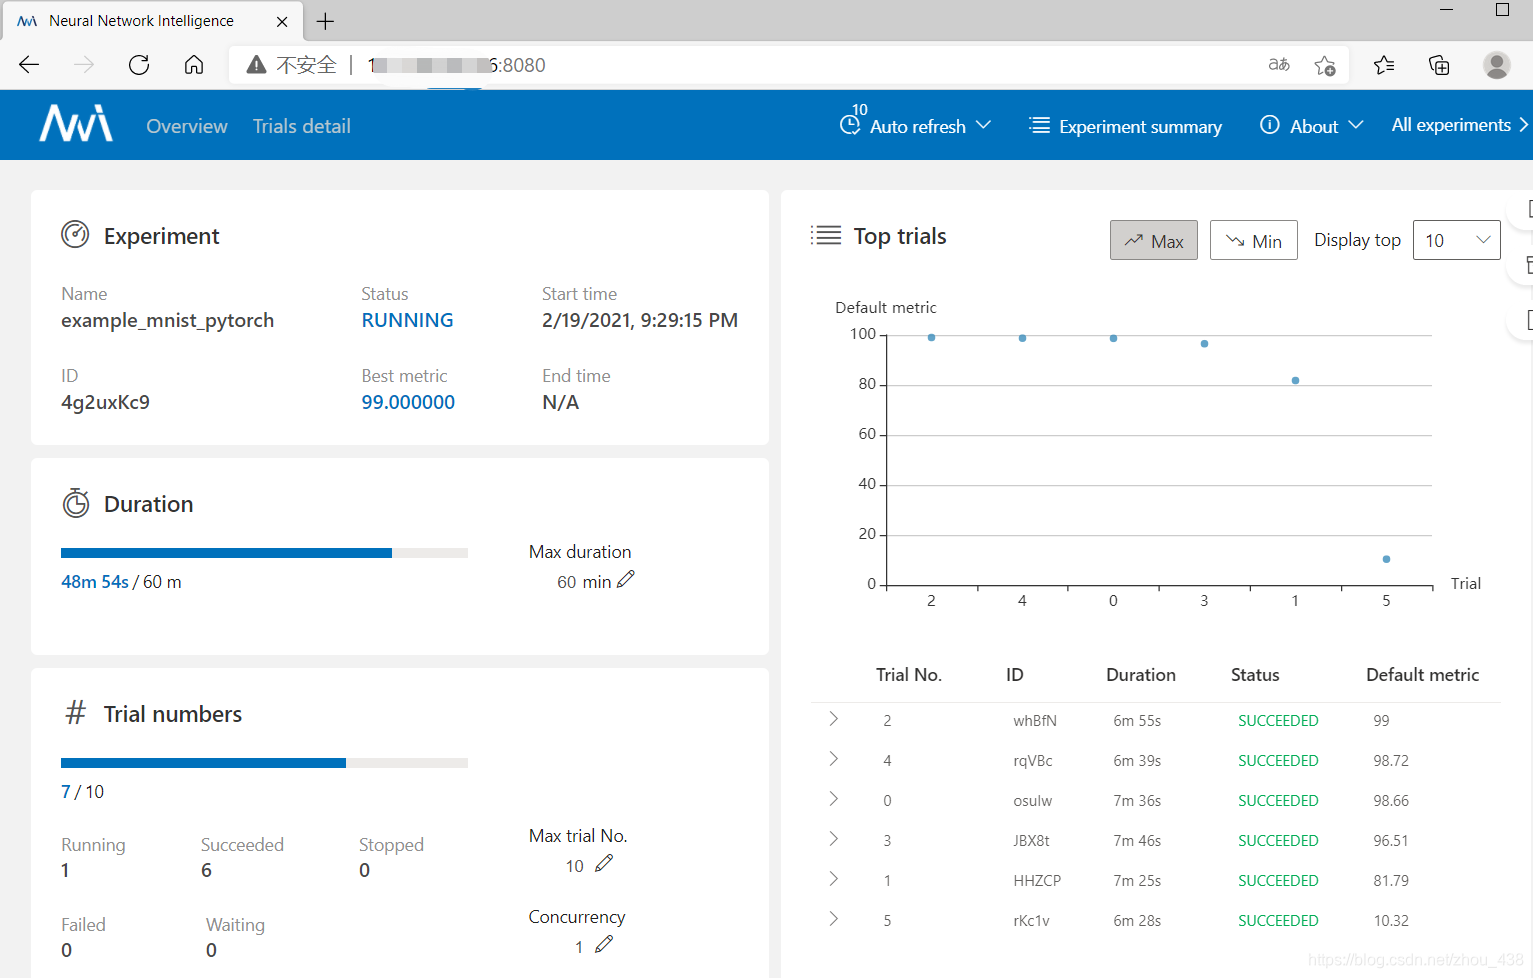 Neural Network Intelligence
不安全 | 1 6:8080
Overview Trials detail 10 Auto refresh Experiment summary About All experiments
Experiment
Name Status Start time
example_mnist_pytorch RUNNING 2/19/2021, 9:29:15 PM
ID Best metric End time
4g2uxKc9 99.000000 N/A
Duration
Max duration
48m 54s / 60 m 60 min
# Trial numbers
7 / 10
Running Succeeded Stopped Max trial No.
1 6 0 10
Failed Waiting Concurrency
0 0 1
Top trials Max Min Display top 10
Default metric
100
80
60
40
20
0
Trial
2 4 0 3 1 5
Trial No. ID Duration Status Default metric
2 whBfN 6m 55s SUCCEEDED 99
4 rqVBc 6m 39s SUCCEEDED 98.72
0 osuIw 7m 36s SUCCEEDED 98.66
3 JBX8t 7m 46s SUCCEEDED 96.51
1 HHZCP 7m 25s SUCCEEDED 81.79
5 rKc1v 6m 28s SUCCEEDED 10.32
https://blog.csdn.net/zhou_438